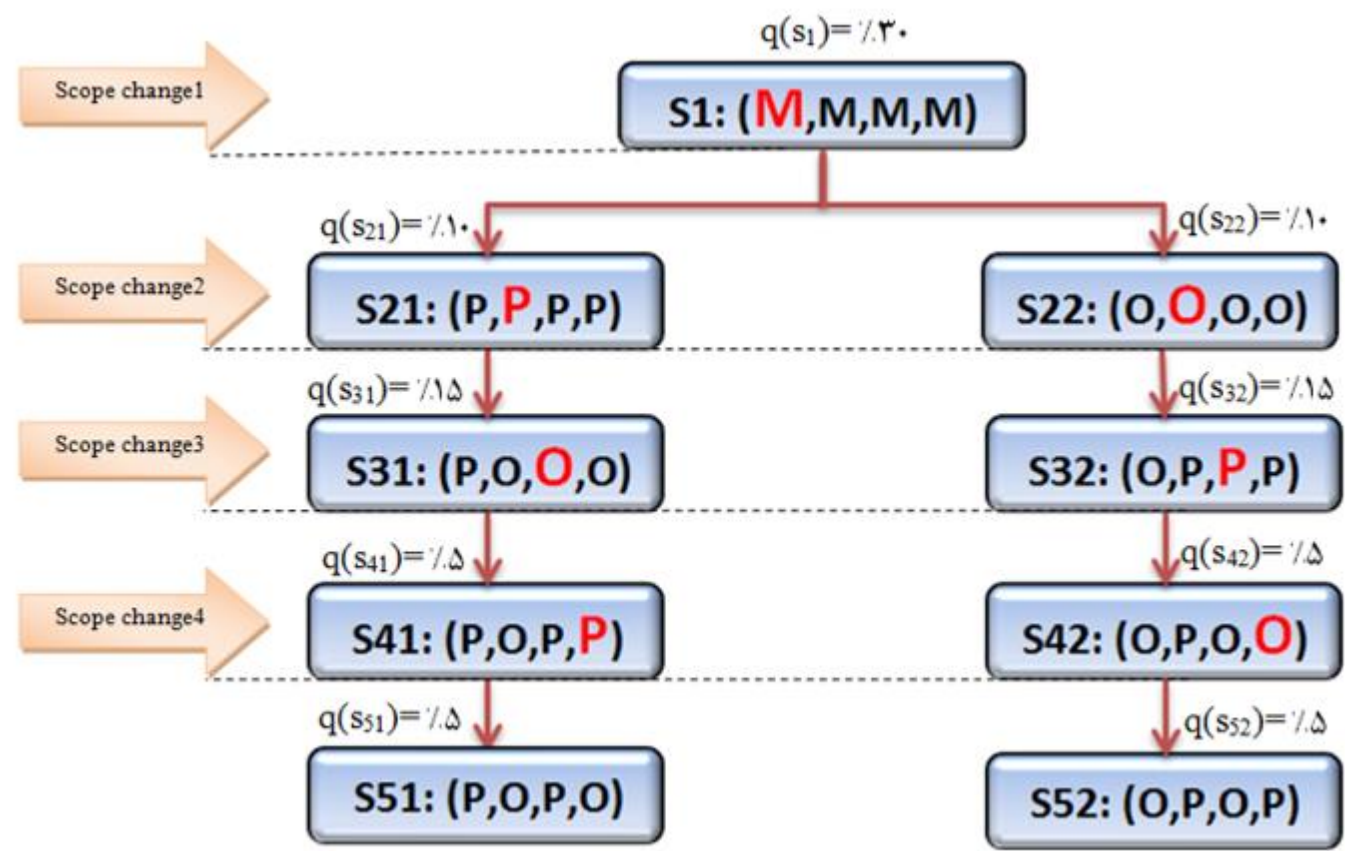 q(s1)= ٪۳۰
Scope change1
S1: (M,M,M,M)
q(s21)= ٪۱۰
q(s22)= ٪۱۰
Scope change2
S21: (P,P,P,P)
S22: (O,O,O,O)
q(s31)= ٪۱۵
q(s32)= ٪۱۵
Scope change3
S31: (P,O,O,O)
S32: (O,P,P,P)
q(s41)= ٪۵
q(s42)= ٪۵
Scope change4
S41: (P,O,P,P)
S42: (O,P,O,O)
q(s51)= ٪۵
q(s52)= ٪۵
S51: (P,O,P,O)
S52: (O,P,O,P)